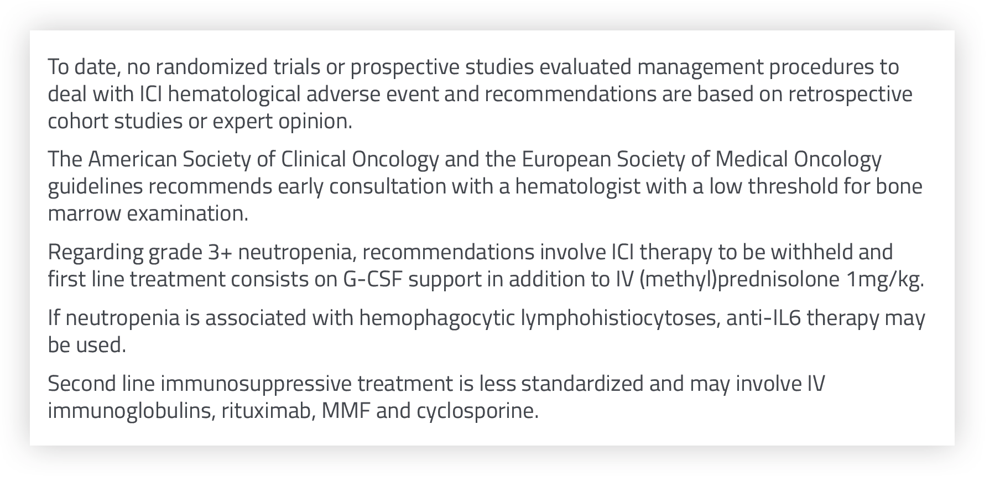 To date, no randomized trials or prospective studies evaluated management procedures to
deal with ICI hematological adverse event and recommendations are based on retrospective
cohort studies or expert opinion.
The American Society of Clinical Oncology and the European Society of Medical Oncology
guidelines recommends early consultation with a hematologist with a low threshold for bone
marrow examination.
Regarding grade 3+ neutropenia, recommendations involve ICI therapy to be withheld and
first line treatment consists on G-CSF support in addition to IV (methyl)prednisolone 1mg/kg.
If neutropenia is associated with hemophagocytic lymphohistiocytoses, anti-IL6 therapy may
be used.
Second line immunosuppressive treatment is less standardized and may involve IV
immunoglobulins, rituximab, MMF and cyclosporine.